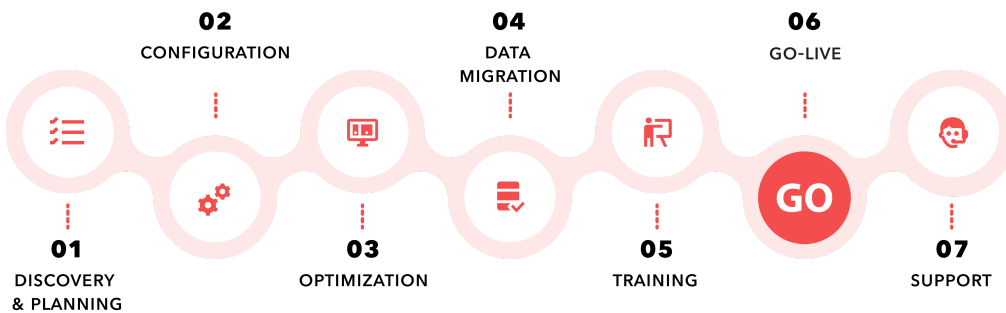 01
DISCOVERY
& PLANNING
02
CONFIGURATION
03
OPTIMIZATION
04
DATA
MIGRATION
05
TRAINING
06
GO-LIVE
GO
07
SUPPORT